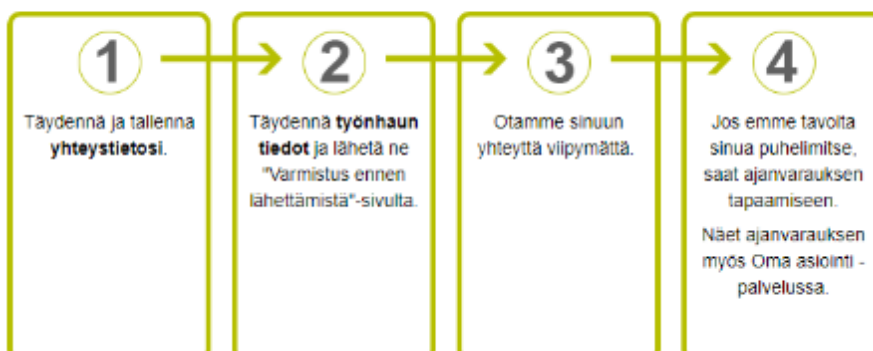 1
Täydennä ja tallenna
yhteystietosi.
2
Täydennä työnhaun
tiedot ja lähetä ne
"Varmistus ennen
lähettämistä"-sivulta.
3
Otamme sinuun
yhteyttä viipymättä.
4
Jos emme tavoita
sinua puhelimitse,
saat ajanvarauksen
tapaamiseen.
Näet ajanvarauksen
myös Oma asiointi -
palvelussa.